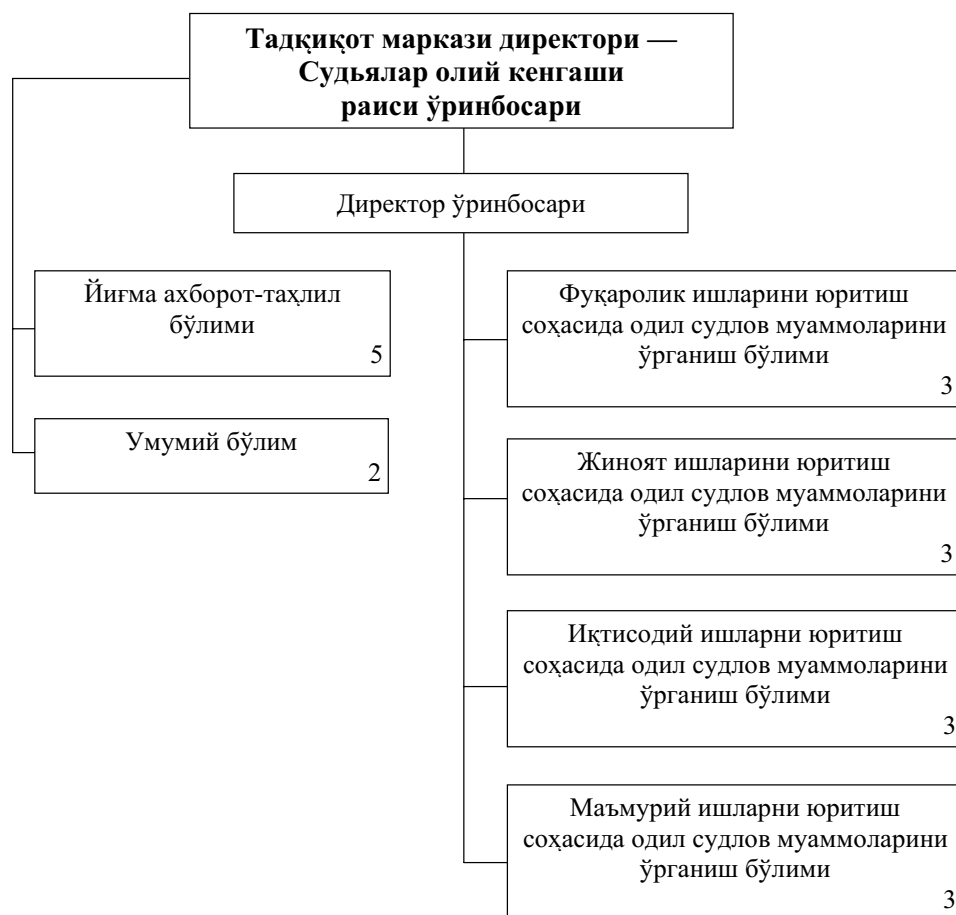 Тадқиқот маркази директори —
Судьялар олий кенгаши
раиси ўринбосари
Директор ўринбосари
Йиғма ахборот-таҳлил
бўлими
5
Умумий бўлим
2
Фуқаролик ишларини юритиш
соҳасида одил судлов муаммоларини
ўрганиш бўлими
3
Жиноят ишларини юритиш
соҳасида одил судлов муаммоларини
ўрганиш бўлими
3
Иқтисодий ишларни юритиш
соҳасида одил судлов муаммоларини
ўрганиш бўлими
3
Маъмурий ишларни юритиш
соҳасида одил судлов муаммоларини
ўрганиш бўлими
3